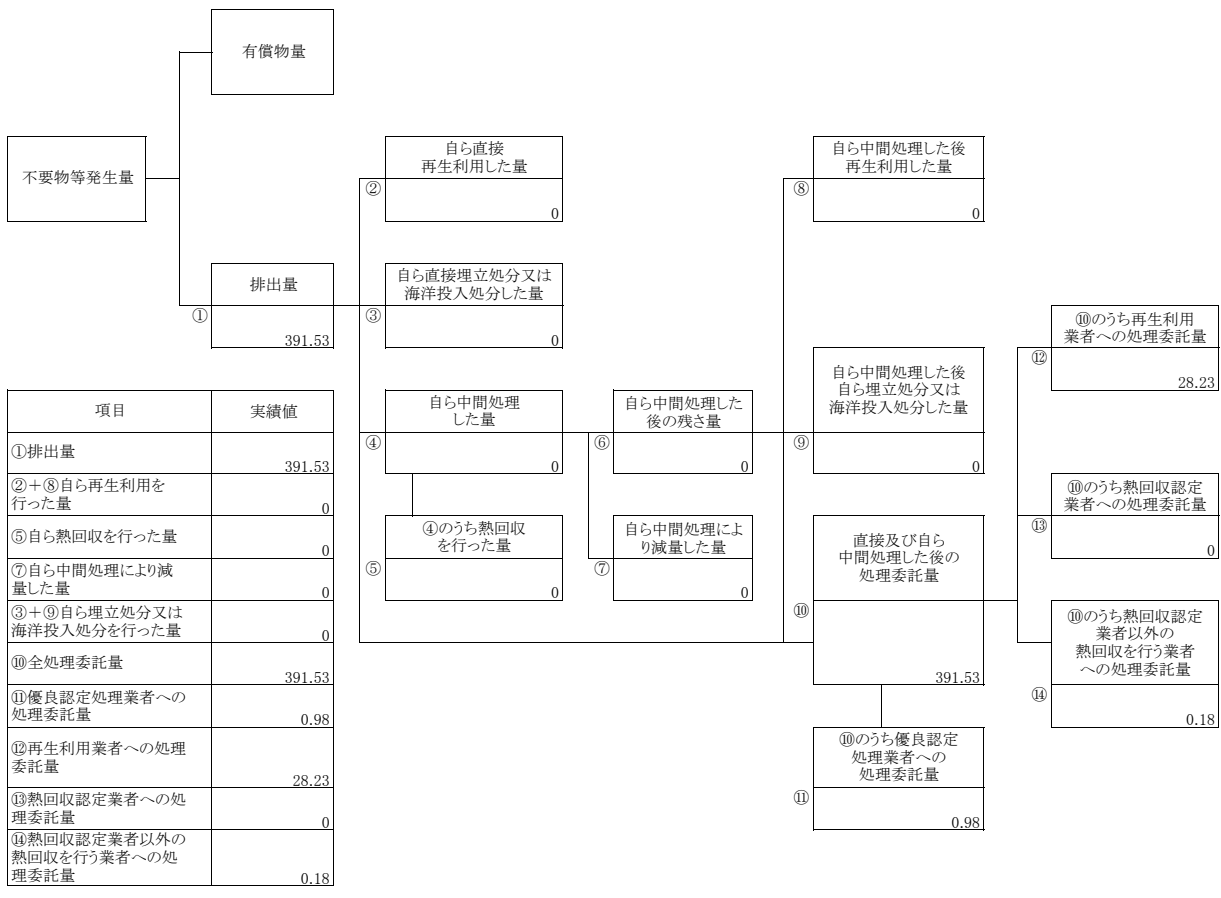 有償物量
不要物等発生量
排出量
①
391.53
自ら直接
再生利用した量
②
0
自ら直接埋立処分又は
海洋投入処分した量
③
0
自ら中間処理
した量
④
0
④のうち熱回収
を行った量
⑤
0
自ら中間処理した
後の残さ量
⑥
0
自ら中間処理によ
り減量した量
⑦
0
自ら中間処理した後
再生利用した量
⑧
0
自ら中間処理した後
自ら埋立処分又は
海洋投入処分した量
⑨
0
直接及び自ら
中間処理した後の
処理委託量
⑩
391.53
⑩のうち優良認定
処理業者への
処理委託量
⑪
0.98
⑩のうち再生利用
業者への処理委託量
⑫
28.23
⑩のうち熱回収認定
業者への処理委託量
⑬
0
⑩のうち熱回収認定
業者以外の
熱回収を行う業者
への処理委託量
⑭
0.18
項目 実績値
①排出量
391.53
②＋⑧自ら再生利用を
行った量
0
⑤自ら熱回収を行った量
0
⑦自ら中間処理により減
量した量
0
③＋⑨自ら埋立処分又は
海洋投入処分を行った量
0
⑩全処理委託量
391.53
⑪優良認定処理業者への
処理委託量
0.98
⑫再生利用業者への処理
委託量
28.23
⑬熱回収認定業者への処
理委託量
0
⑭熱回収認定業者以外の
熱回収を行う業者への処
理委託量
0.18